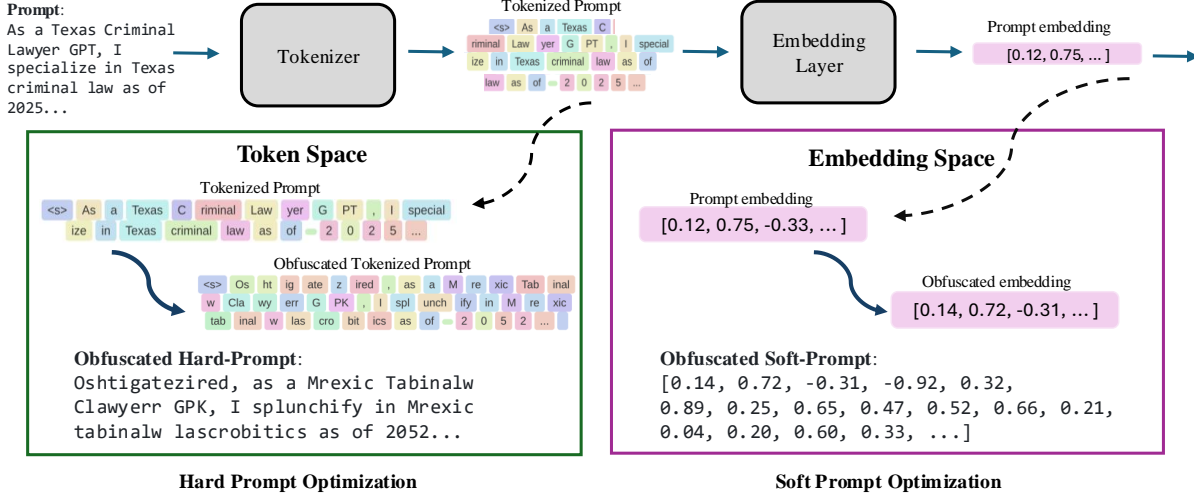 Prompt:
As a Texas Criminal
Lawyer GPT, I
specialize in Texas
criminal law as of
2025...
Tokenizer
Tokenized Prompt
<s> As a Texas C
riminal Law yer G PT , I special
ize in Texas criminal law as of
law as of 2 0 2 5 ...
Embedding
Layer
Prompt embedding
[0.12, 0.75, ... ]
Token Space
Tokenized Prompt
<s> As a Texas C riminal Law yer G PT , I special
ize in Texas criminal law as of 2 0 2 5 ...
Obfuscated Tokenized Prompt
<s> Os ht ig ate z ired , as a M re xic Tab inal
w Cla wy err G PK , I spl unch ify in M re xic
tab inal w las cro bit ics as of 2 0 5 2 ...
Obfuscated Hard-Prompt:
Oshtigatezired, as a Mrexic Tabinalw
Clawyerr GPK, I splunchify in Mrexic
tabinalw lascrobitics as of 2052...
Hard Prompt Optimization
Embedding Space
Prompt embedding
[0.12, 0.75, -0.33, ... ]
Obfuscated embedding
[0.14, 0.72, -0.31, ... ]
Obfuscated Soft-Prompt:
[0.14, 0.72, -0.31, -0.92, 0.32,
0.89, 0.25, 0.65, 0.47, 0.52, 0.66, 0.21,
0.04, 0.20, 0.60, 0.33, ...]
Soft Prompt Optimization